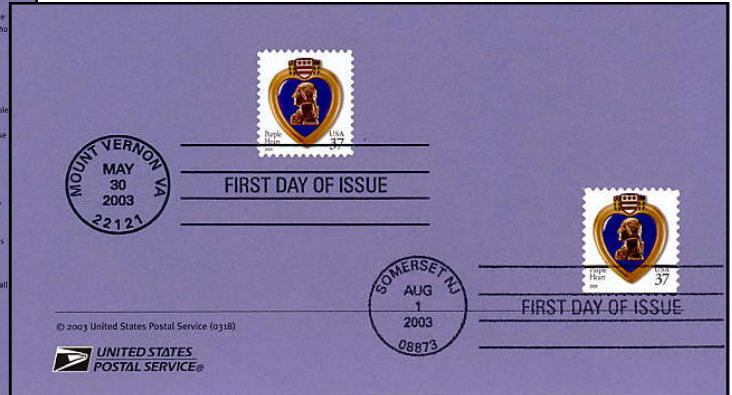 Purple USA
Heart 37
MOUNT VERNON VA
MAY
30
2003
22121
FIRST DAY OF ISSUE
Purple USA
Heart 37
SOMERSET NJ
AUG
1
2003
08873
FIRST DAY OF ISSUE
© 2003 United States Postal Service (0318)
UNITED STATES
POSTAL SERVICE®